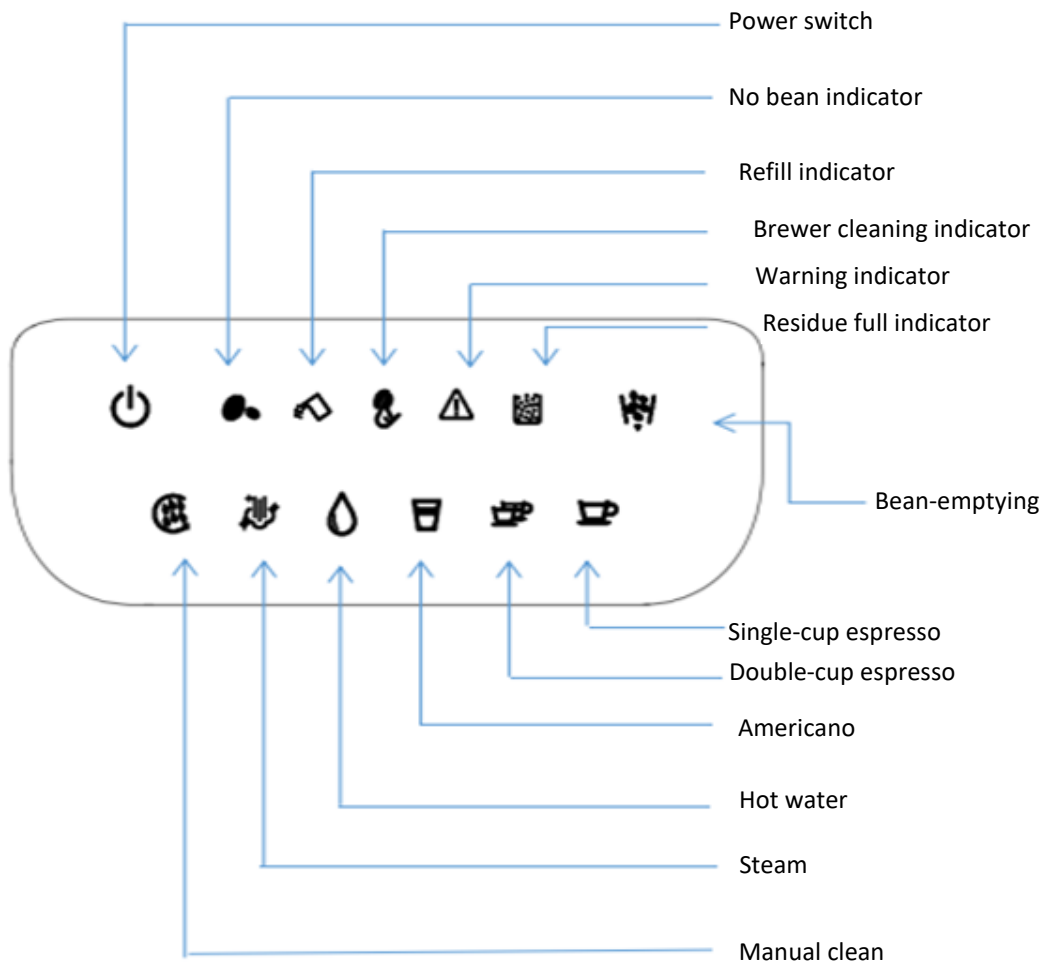 Power switch
No bean indicator
Refill indicator
Brewer cleaning indicator
Warning indicator
Residue full indicator
Bean-emptying
Single-cup espresso
Double-cup espresso
Americano
Hot water
Steam
Manual clean